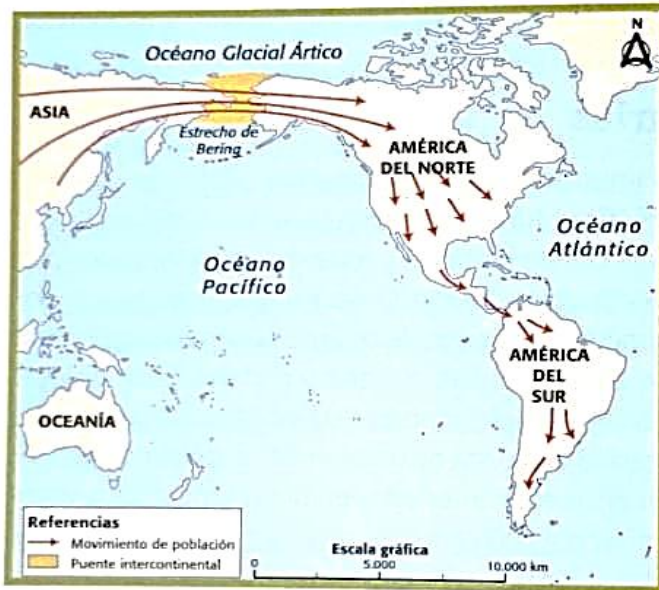 Océano Glacial Ártico
N
ASIA
Estrecho de
Bering
AMÉRICA
DEL NORTE
Océano
Atlántico
Océano
Pacífico
AMÉRICA
DEL
SUR
OCEANÍA
Referencias
Movimiento de población
Puente intercontinental
Escala gráfica
0 5.000 10.000 km